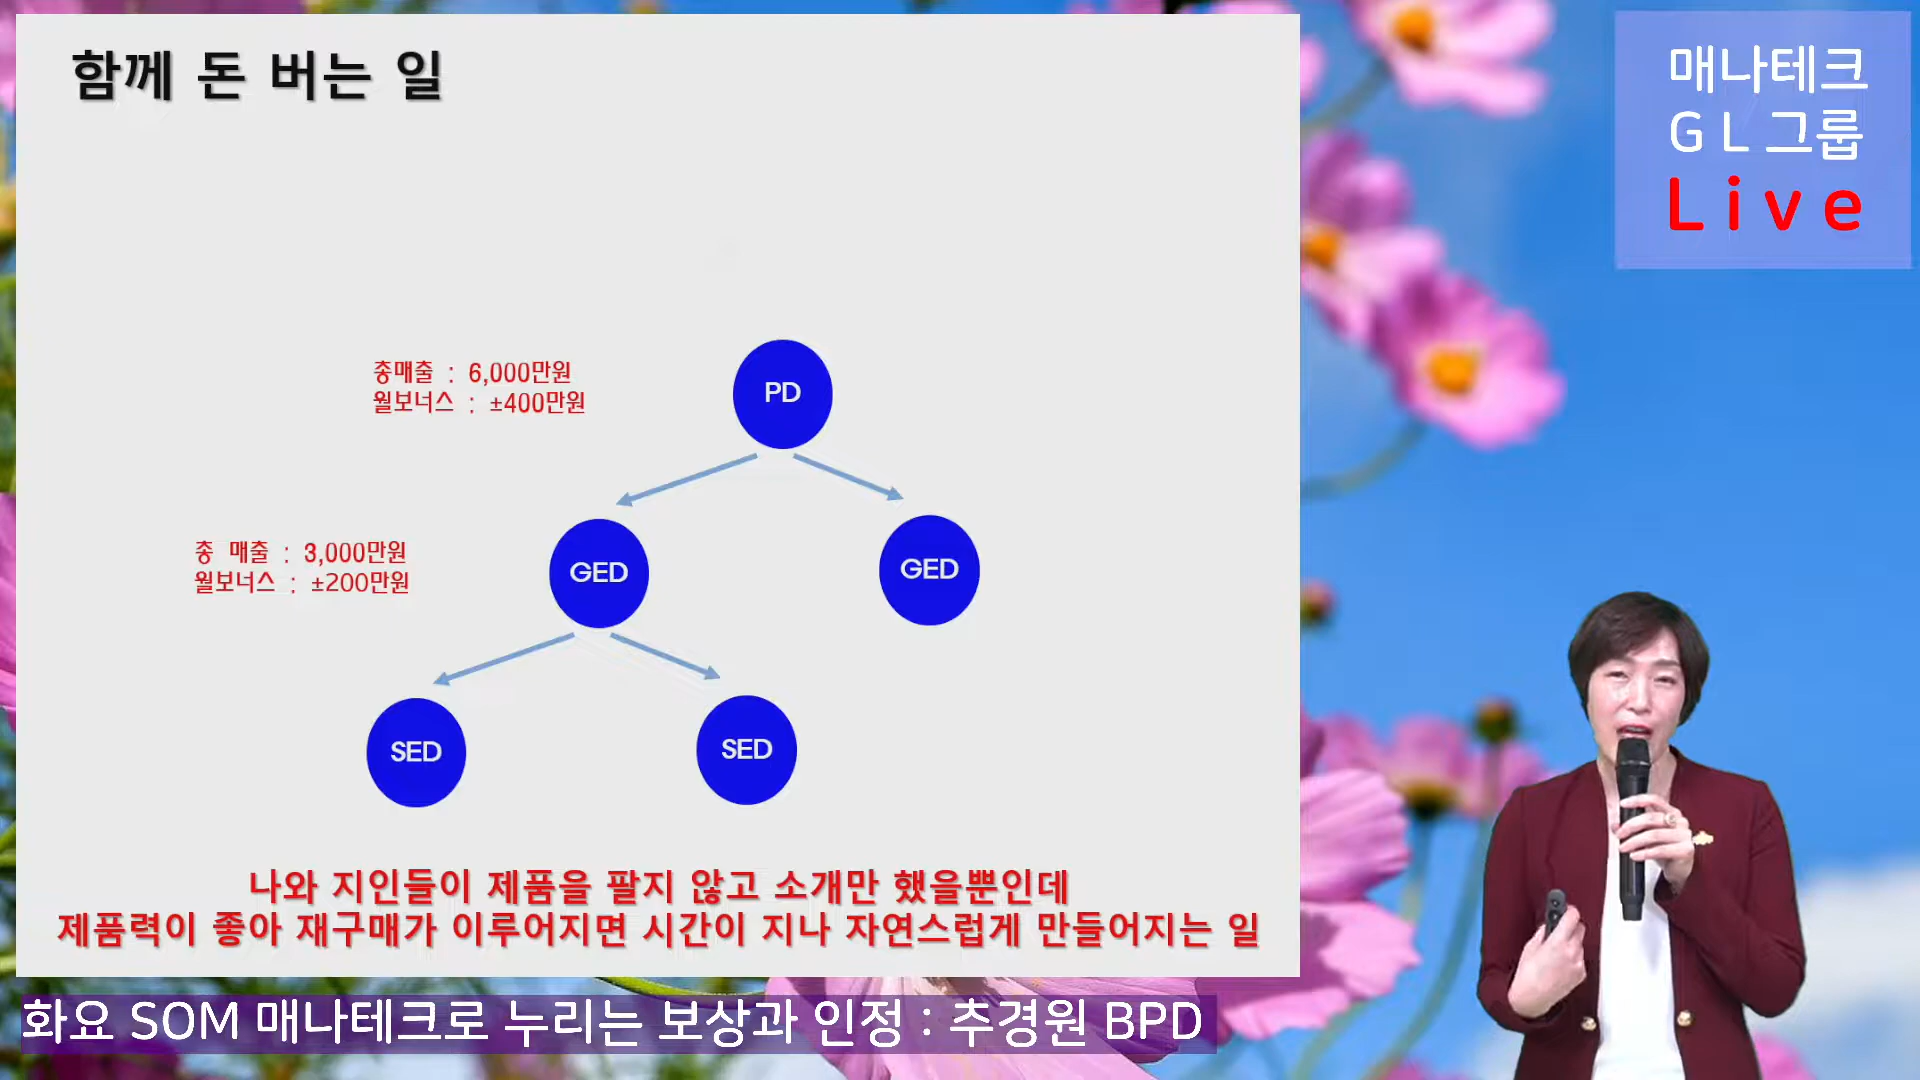 함께 돈 버는 일
매나테크
G L 그룹
Live
총매출 : 6,000만원
월보너스 : ±400만원
PD
총 매출 : 3,000만원
월보너스 : ±200만원
GED
GED
SED
SED
나와 지인들이 제품을 팔지 않고 소개만 했을뿐인데
제품력이 좋아 재구매가 이루어지면 시간이 지나 자연스럽게 만들어지는 일
화요 SOM 매나테크로 누리는 보상과 인정 : 추경원 BPD